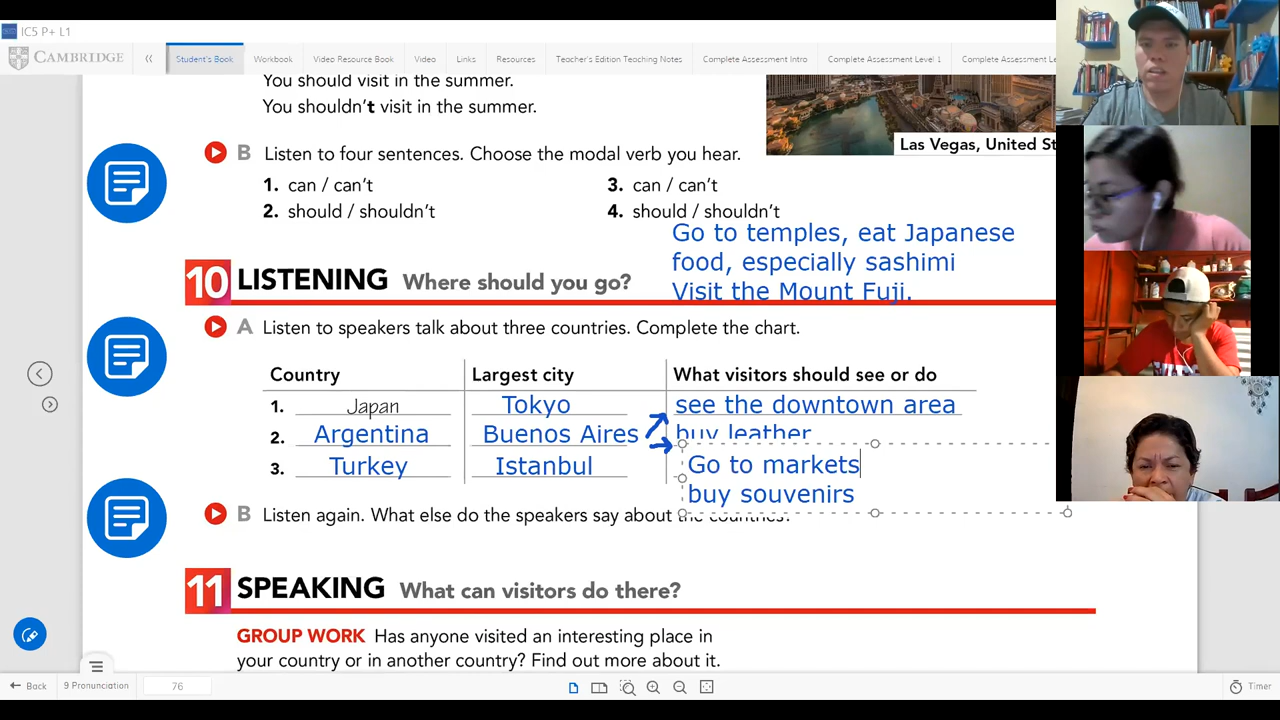 IC5 P+ L1
CAMBRIDGE
Student's Book Workbook Video Resource Book Video Links Resources Teacher's Edition Teaching Notes Complete Assessment Intro Complete Assessment Level 1 Complete Assessment Le
You should visit in the summer.
You shouldn't visit in the summer.
Las Vegas, United St
B Listen to four sentences. Choose the modal verb you hear.
1. can / can't 3. can / can't
2. should / shouldn't 4. should / shouldn't
Go to temples, eat Japanese
food, especially sashimi
Visit the Mount Fuji.
10 LISTENING Where should you go?
A Listen to speakers talk about three countries. Complete the chart.
Country Largest city What visitors should see or do
1. Japan Tokyo see the downtown area
2. Argentina Buenos Aires buy leather
3. Turkey Istanbul Go to markets
buy souvenirs
B Listen again. What else do the speakers say about the countries?
11 SPEAKING What can visitors do there?
GROUP WORK Has anyone visited an interesting place in
your country or in another country? Find out more about it.
Back 9 Pronunciation 76 Timer